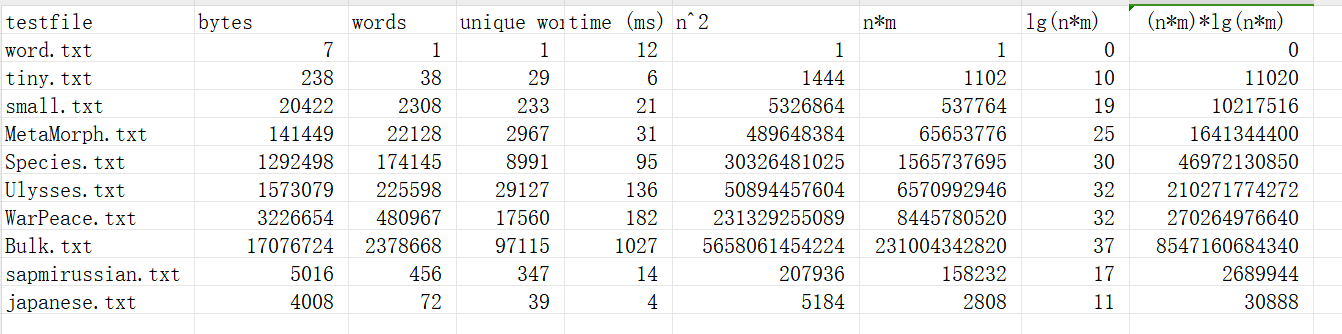 testfile bytes words unique wo time (ms) n^2 n*m lg(n*m) (n*m)*lg(n*m)
word.txt 7 1 1 12 1 1 0 0
tiny.txt 238 38 29 6 1444 1102 10 11020
small.txt 20422 2308 233 21 5326864 537764 19 10217516
MetaMorph.txt 141449 22128 2967 31 489648384 65653776 25 1641344400
Species.txt 1292498 174145 8991 95 30326481025 1565737695 30 46972130850
Ulysses.txt 1573079 225598 29127 136 50894457604 6570992946 32 210271774272
WarPeace.txt 3226654 480967 17560 182 231329255089 8445780520 32 270264976640
Bulk.txt 17076724 2378668 97115 1027 5658061454224 231004342820 37 8547160684340
sapmirussian.txt 5016 456 347 14 207936 158232 17 2689944
japanese.txt 4008 72 39 4 5184 2808 11 30888